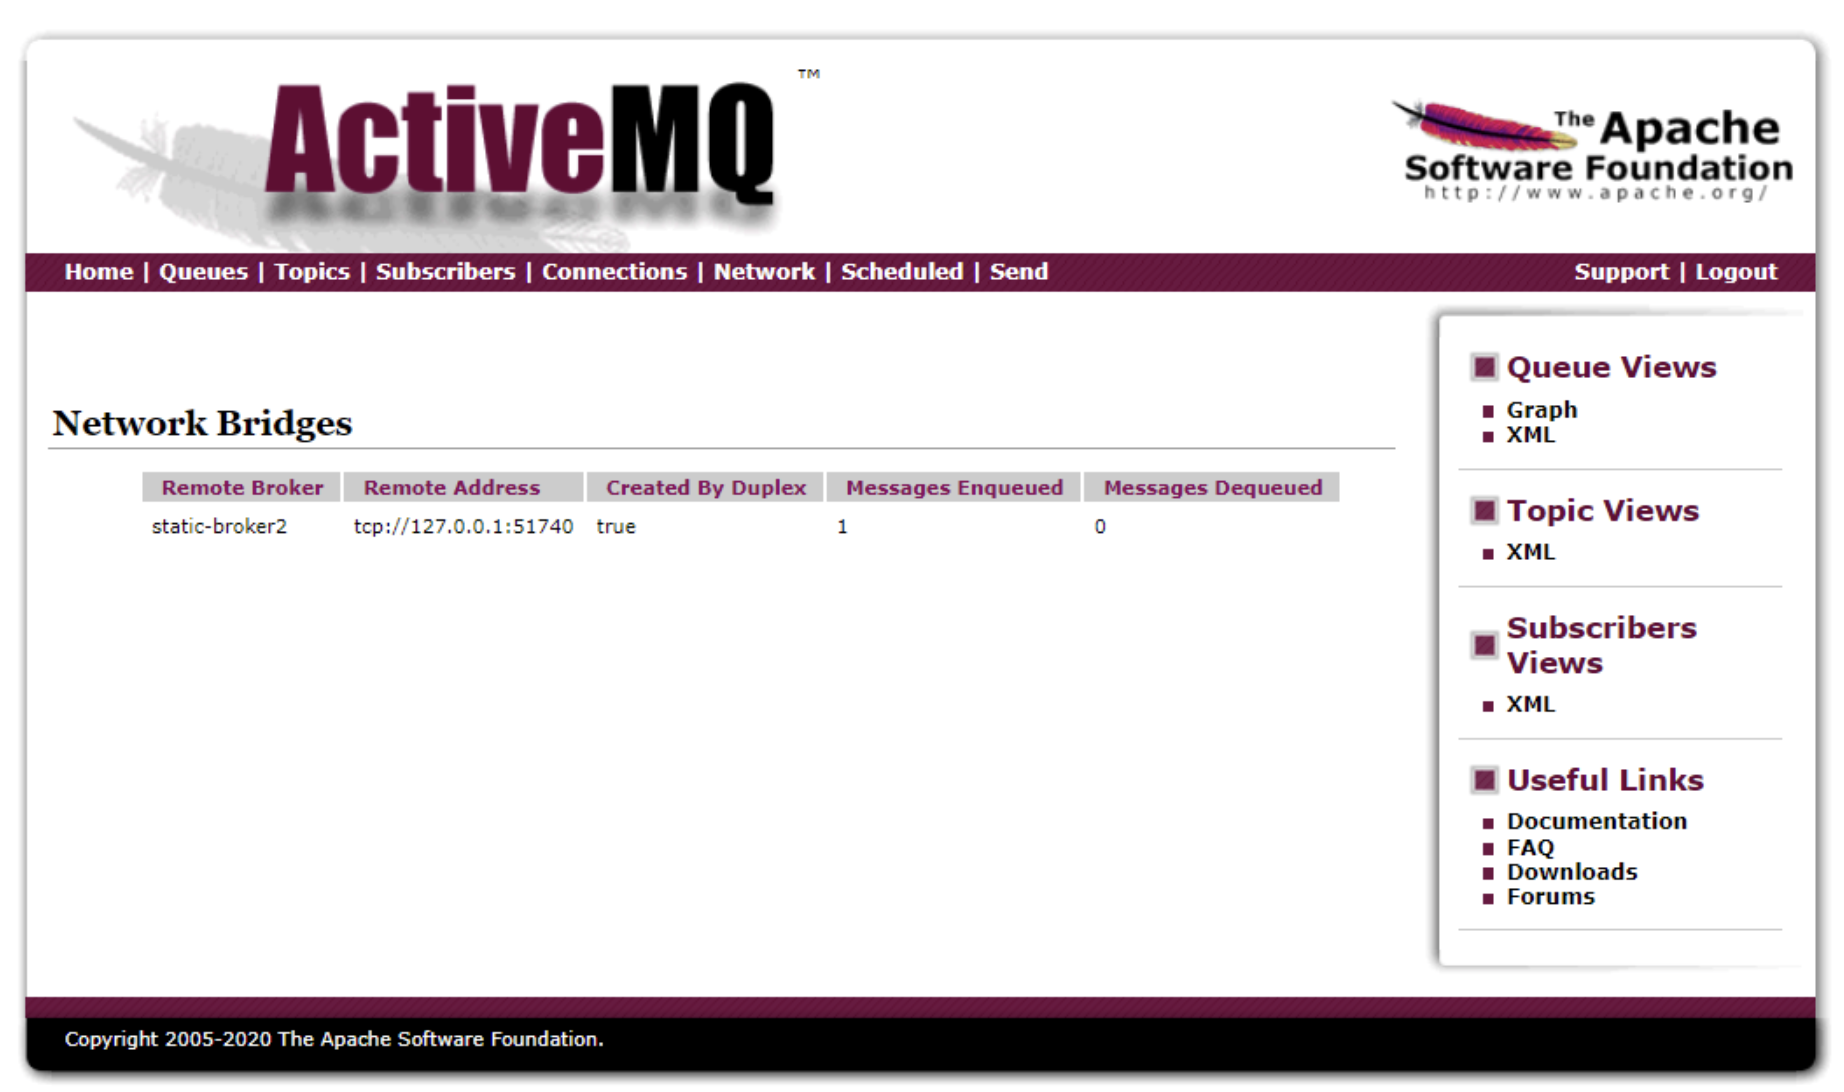 ActiveMQ ™
The Apache
Software Foundation
http://www.apache.org/
Home | Queues | Topics | Subscribers | Connections | Network | Scheduled | Send
Support | Logout
Network Bridges
Remote Broker Remote Address Created By Duplex Messages Enqueued Messages Dequeued
static-broker2 tcp://127.0.0.1:51740 true 1 0
Queue Views
Graph
XML
Topic Views
XML
Subscribers
Views
XML
Useful Links
Documentation
FAQ
Downloads
Forums
Copyright 2005-2020 The Apache Software Foundation.